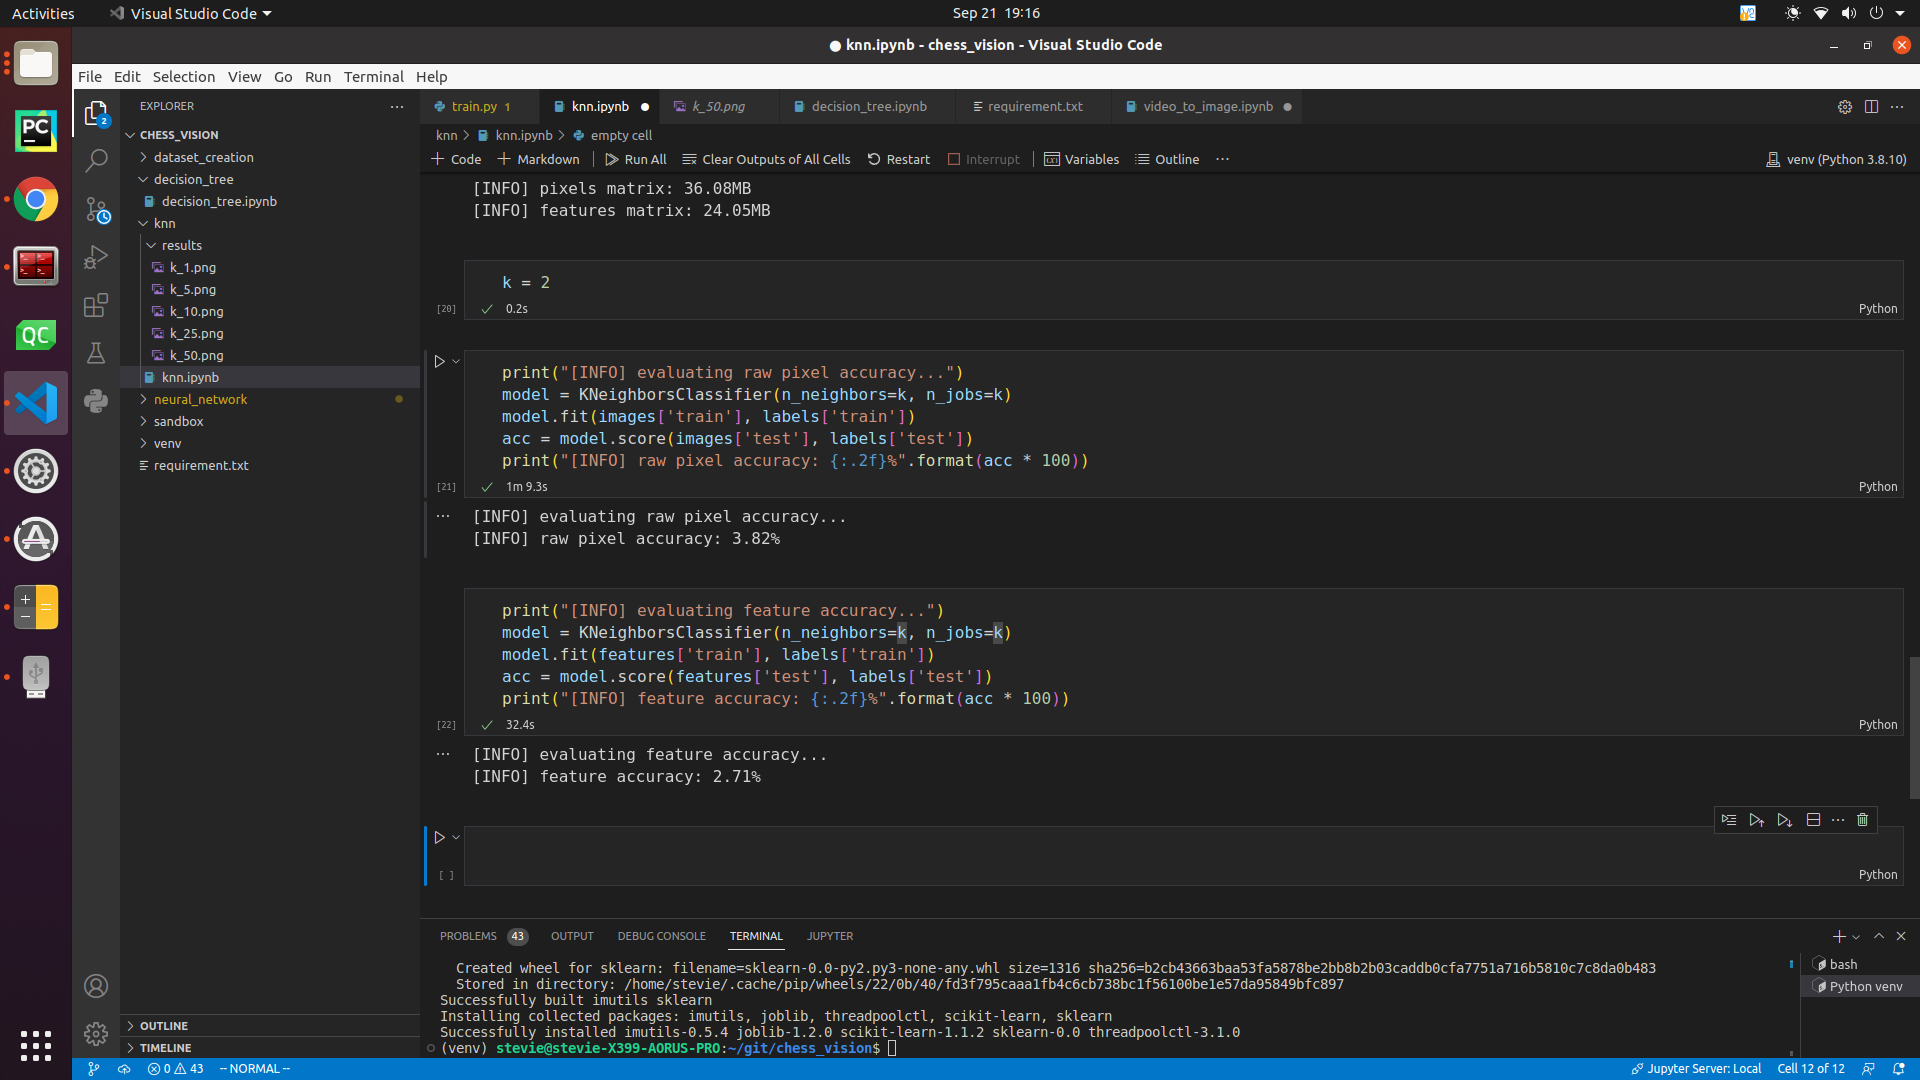 Activities
Visual Studio Code
Sep 21 19:16
● knn.ipynb - chess_vision - Visual Studio Code
File Edit Selection View Go Run Terminal Help
EXPLORER
CHESS_VISION
dataset_creation
decision_tree
decision_tree.ipynb
knn
results
k_1.png
k_5.png
k_10.png
k_25.png
k_50.png
knn.ipynb
neural_network
sandbox
venv
requirement.txt
OUTLINE
TIMELINE
2
PC
QC
train.py 1
knn.ipynb
k_50.png
decision_tree.ipynb
requirement.txt
video_to_image.ipynb
knn > knn.ipynb > empty cell
+ Code + Markdown Run All Clear Outputs of All Cells Restart Interrupt Variables Outline ···
venv (Python 3.8.10)
[INFO] pixels matrix: 36.08MB
[INFO] features matrix: 24.05MB
k = 2
[20] 0.2s Python
print("[INFO] evaluating raw pixel accuracy...")
model = KNeighborsClassifier(n_neighbors=k, n_jobs=k)
model.fit(images['train'], labels['train'])
acc = model.score(images['test'], labels['test'])
print("[INFO] raw pixel accuracy: {:.2f}%".format(acc * 100))
[21] 1m 9.3s Python
[INFO] evaluating raw pixel accuracy...
[INFO] raw pixel accuracy: 3.82%
print("[INFO] evaluating feature accuracy...")
model = KNeighborsClassifier(n_neighbors=k, n_jobs=k)
model.fit(features['train'], labels['train'])
acc = model.score(features['test'], labels['test'])
print("[INFO] feature accuracy: {:.2f}%".format(acc * 100))
[22] 32.4s Python
[INFO] evaluating feature accuracy...
[INFO] feature accuracy: 2.71%
[ ] Python
PROBLEMS 43 OUTPUT DEBUG CONSOLE TERMINAL JUPYTER
Created wheel for sklearn: filename=sklearn-0.0-py2.py3-none-any.whl size=1316 sha256=b2cb43663baa53fa5878be2bb8b2b03caddb0cfa7751a716b5810c7c8da0b483
Stored in directory: /home/stevie/.cache/pip/wheels/22/0b/40/fd3f795caaa1fb4c6cb738bc1f56100be1e57da95849bfc897
Successfully built imutils sklearn
Installing collected packages: imutils, joblib, threadpoolctl, scikit-learn, sklearn
Successfully installed imutils-0.5.4 joblib-1.2.0 scikit-learn-1.1.2 sklearn-0.0 threadpoolctl-3.1.0
(venv) stevie@stevie-X399-AORUS-PRO:~/git/chess_vision$
bash
Python venv
0 43 -- NORMAL --
Jupyter Server: Local Cell 12 of 12